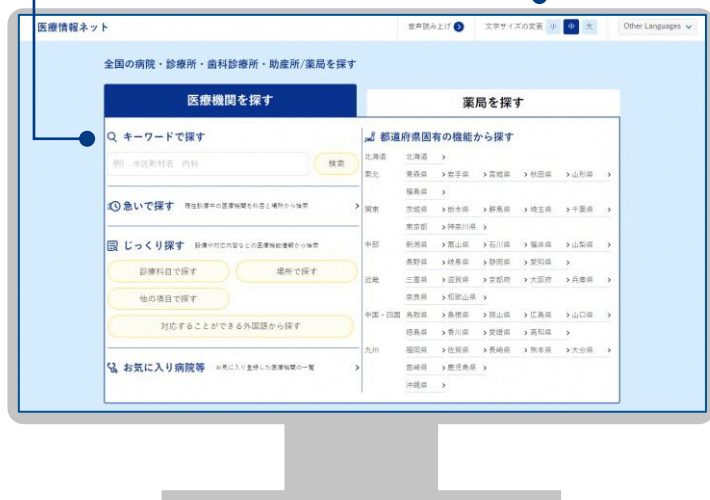 医療情報ネット
音声読み上げ
文字サイズの変更 小 中 大
Other Languages
全国の病院・診療所・歯科診療所・助産所/薬局を探す
医療機関を探す
薬局を探す
キーワードで探す
例）市区町村名 内科
検索
急いで探す 現在診療中の医療機関を科目と場所から検索
じっくり探す 設備や対応内容などの医療機能情報から検索
診療科目で探す
場所で探す
他の項目で探す
対応することができる外国語から探す
お気に入り病院等 お気に入り登録した医療機関の一覧
都道府県固有の機能から探す
北海道 北海道
東北 青森県 岩手県 宮城県 秋田県 山形県
福島県
関東 茨城県 栃木県 群馬県 埼玉県 千葉県
東京都 神奈川県
中部 新潟県 富山県 石川県 福井県 山梨県
長野県 岐阜県 静岡県 愛知県
近畿 三重県 滋賀県 京都府 大阪府 兵庫県
奈良県 和歌山県
中国・四国 鳥取県 島根県 岡山県 広島県 山口県
徳島県 香川県 愛媛県 高知県
九州 福岡県 佐賀県 長崎県 熊本県 大分県
宮崎県 鹿児島県
沖縄県